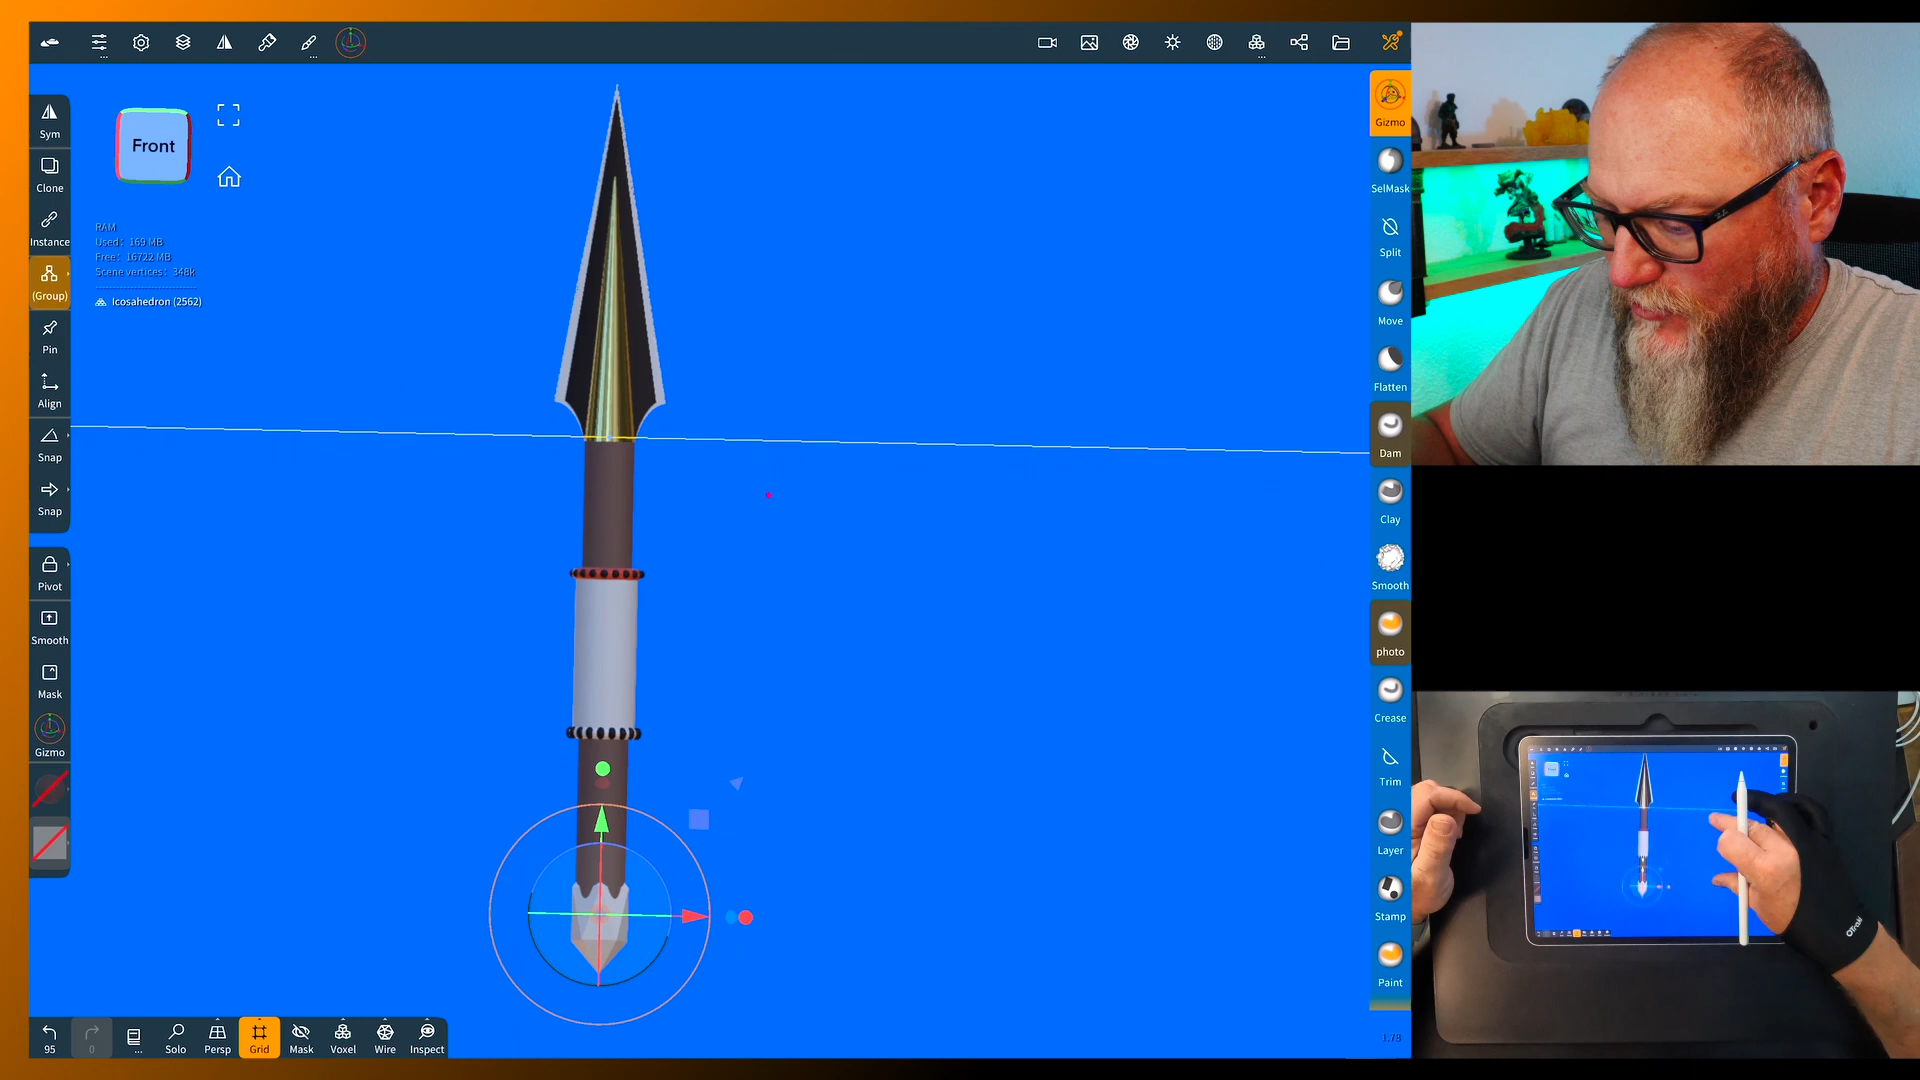 Sym
Clone
Instance
(Group)
Pin
Align
Snap
Snap
Pivot
Smooth
Mask
Gizmo
Front
RAM
Used: 169 MB
Free: 16722 MB
Scene vertices: 348k
Icosahedron (2562)
Gizmo
SelMask
Split
Move
Flatten
Dam
Clay
Smooth
photo
Crease
Trim
Layer
Stamp
Paint
1.78
95
0
Solo
Persp
Grid
Mask
Voxel
Wire
Inspect